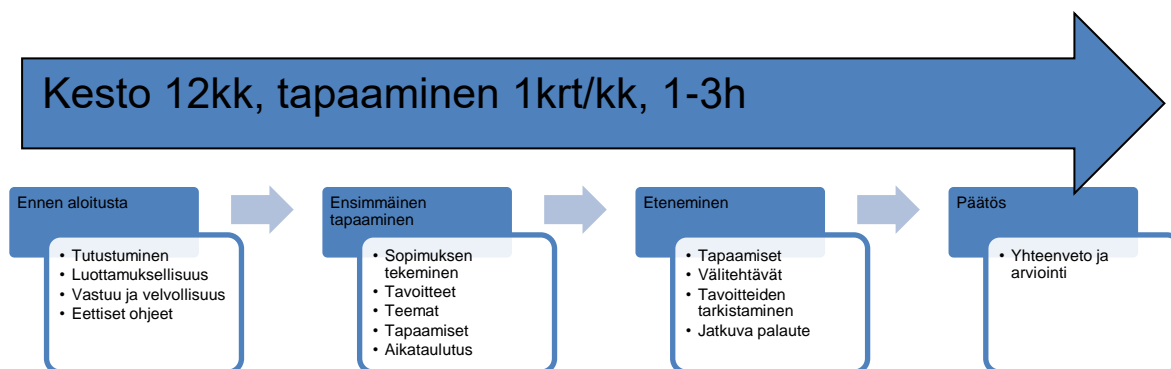 Kesto 12kk, tapaaminen 1krt/kk, 1-3h
Ennen aloitusta
• Tutustuminen
• Luottamuksellisuus
• Vastuu ja velvollisuus
• Eettiset ohjeet
Ensimmäinen
tapaaminen
• Sopimuksen
tekeminen
• Tavoitteet
• Teemat
• Tapaamiset
• Aikataulutus
Eteneminen
• Tapaamiset
• Välitehtävät
• Tavoitteiden
tarkistaminen
• Jatkuva palaute
Päätös
• Yhteenveto ja
arviointi